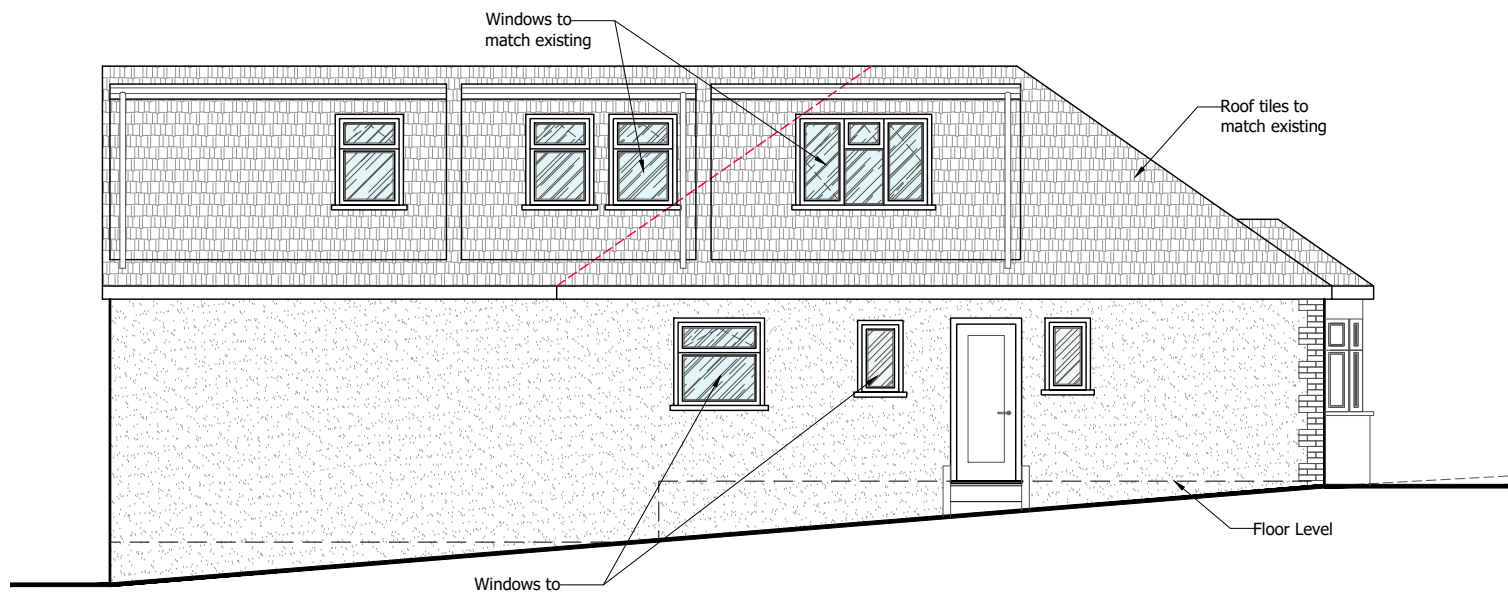 Windows to
match existing
Roof tiles to
match existing
Floor Level
Windows to